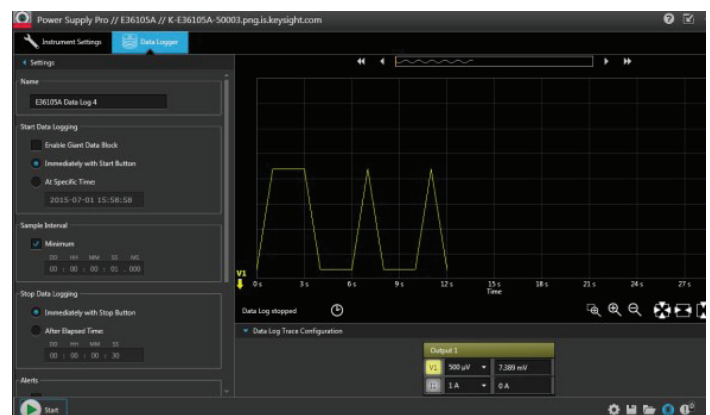 Power Supply Pro // E36105A // K-E36105A-50003.png.is.keysight.com
Instrument Settings
Data Logger
Settings
Name
E36105A Data Log 4
Start Data Logging
Enable Giant Data Block
Immediately with Start Button
At Specific Time:
2015-07-01 15:58:58
Sample Interval
Minimum
DD HH MM SS MS
00 : 00 : 00 : 01 . 000
Stop Data Logging
Immediately with Stop Button
After Elapsed Time:
DD HH MM SS
00 : 00 : 00 : 30
Alerts
Start
V1
0 s 3 s 6 s 9 s 12 s 15 s 18 s 21 s 24 s 27 s
Time
Data Log stopped
Data Log Trace Configuration
Output 1
V1 500 µV 7.389 mV
1 A 0 A